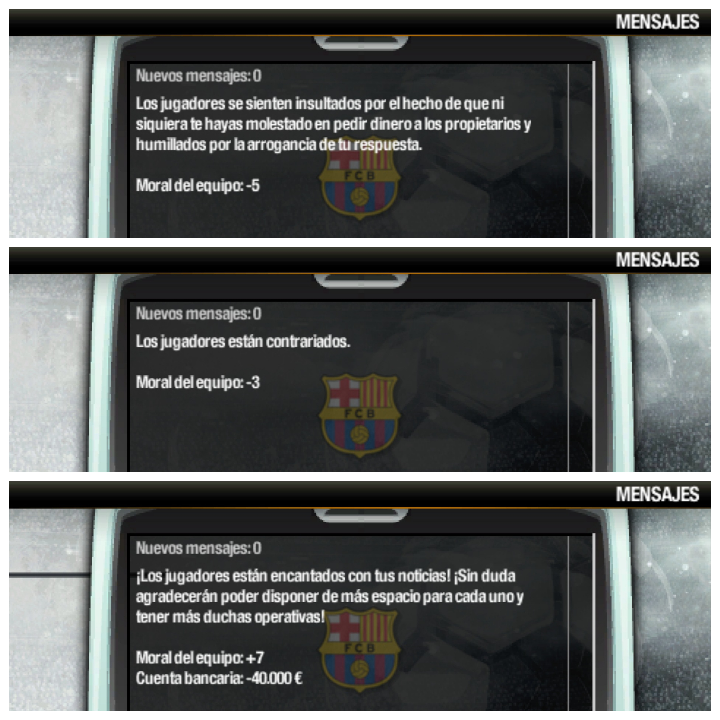 MENSAJES
Nuevos mensajes: 0
Los jugadores se sienten insultados por el hecho de que ni
siquiera te hayas molestado en pedir dinero a los propietarios y
humillados por la arrogancia de tu respuesta.
Moral del equipo: -5
FCB
MENSAJES
Nuevos mensajes: 0
Los jugadores están contrariados.
Moral del equipo: -3
FCB
MENSAJES
Nuevos mensajes: 0
¡Los jugadores están encantados con tus noticias! ¡Sin duda
agradecerán poder disponer de más espacio para cada uno y
tener más duchas operativas!
Moral del equipo: +7
Cuenta bancaria: -40.000 €
FCB